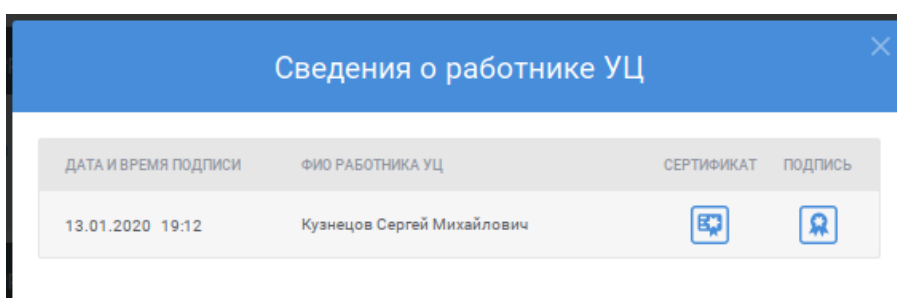 Сведения о работнике УЦ
ДАТА И ВРЕМЯ ПОДПИСИ ФИО РАБОТНИКА УЦ СЕРТИФИКАТ ПОДПИСЬ
13.01.2020 19:12 Кузнецов Сергей Михайлович